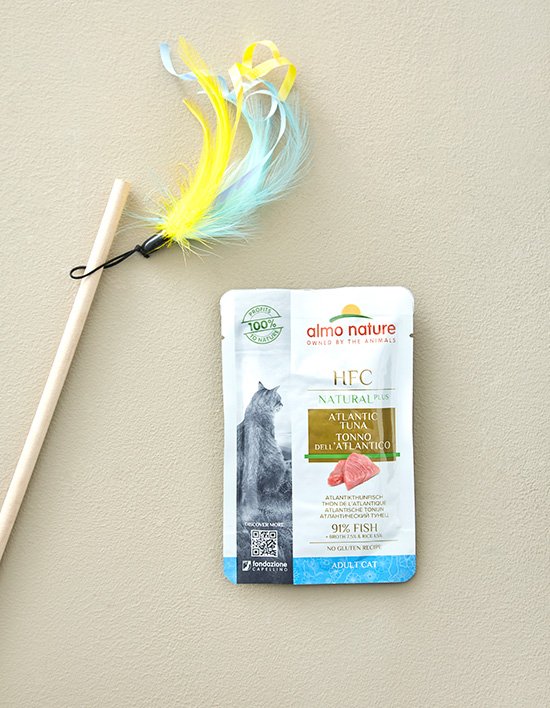 PROFITS
100%
TO NATURE
almo nature
OWNED BY THE ANIMALS
HFC
NATURAL PLUS
ATLANTIC
TUNA
TONNO
DELL'ATLANTICO
ATLANTIKTHUNFISCH
THON DE L'ATLANTIQUE
ATLANTISCHE TONIJN
АТЛАНТИЧЕСКИЙ ТУНЕЦ
91% FISH
NO GLUTEN RECIPE
ADULT CAT
DISCOVER MORE
fondazione
CAPELLINO